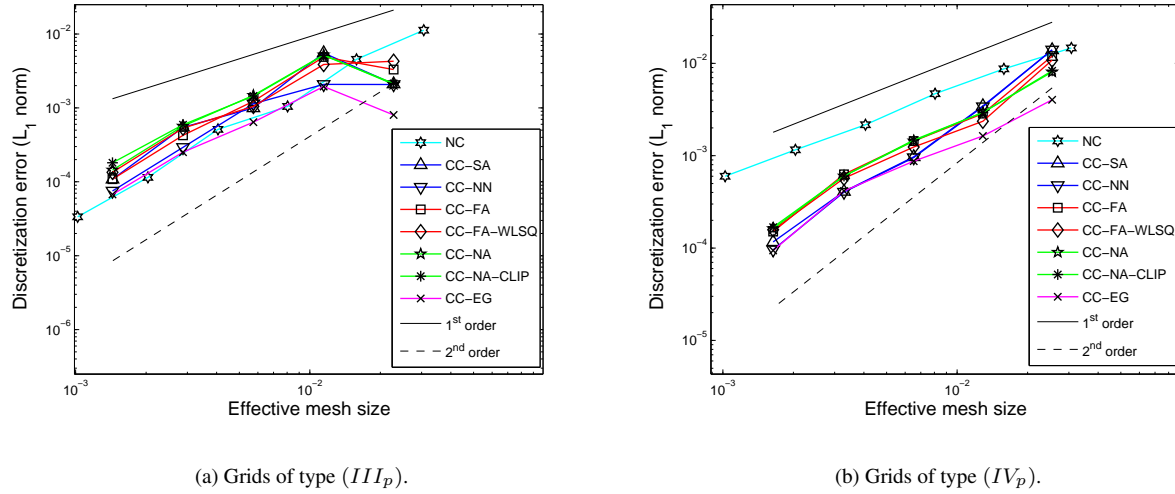 10⁻²
10⁻³
10⁻⁴
10⁻⁵
10⁻⁶
Discretization error (L₁ norm)
10⁻³
10⁻²
Effective mesh size
NC
CC−SA
CC−NN
CC−FA
CC−FA−WLSQ
CC−NA
CC−NA−CLIP
CC−EG
1ˢᵗ order
2ⁿᵈ order
(a) Grids of type (IIIₚ).
10⁻²
10⁻³
10⁻⁴
10⁻⁵
Discretization error (L₁ norm)
10⁻³
10⁻²
Effective mesh size
NC
CC−SA
CC−NN
CC−FA
CC−FA−WLSQ
CC−NA
CC−NA−CLIP
CC−EG
1ˢᵗ order
2ⁿᵈ order
(b) Grids of type (IVₚ).